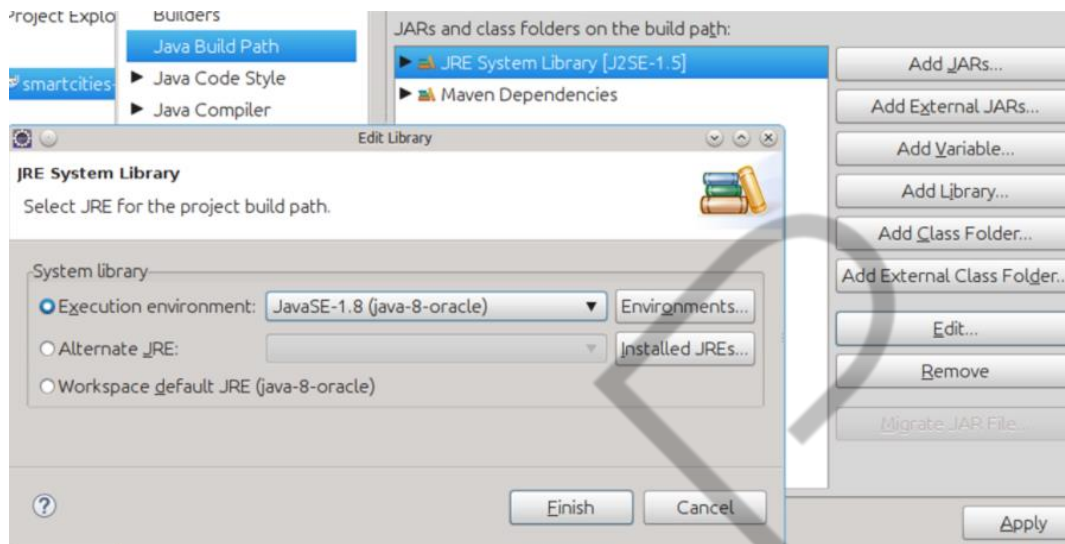 Project Explo
Builders
Java Build Path
smartcities-
Java Code Style
Java Compiler
JARs and class folders on the build path:
JRE System Library [J2SE-1.5]
Maven Dependencies
Add JARs...
Add External JARs...
Add Variable...
Add Library...
Add Class Folder...
Add External Class Folder..
Edit...
Remove
Migrate JAR File...
Apply
Edit Library
JRE System Library
Select JRE for the project build path.
System library
Execution environment: JavaSE-1.8 (java-8-oracle) Environments...
Alternate JRE: Installed JREs...
Workspace default JRE (java-8-oracle)
? Finish Cancel